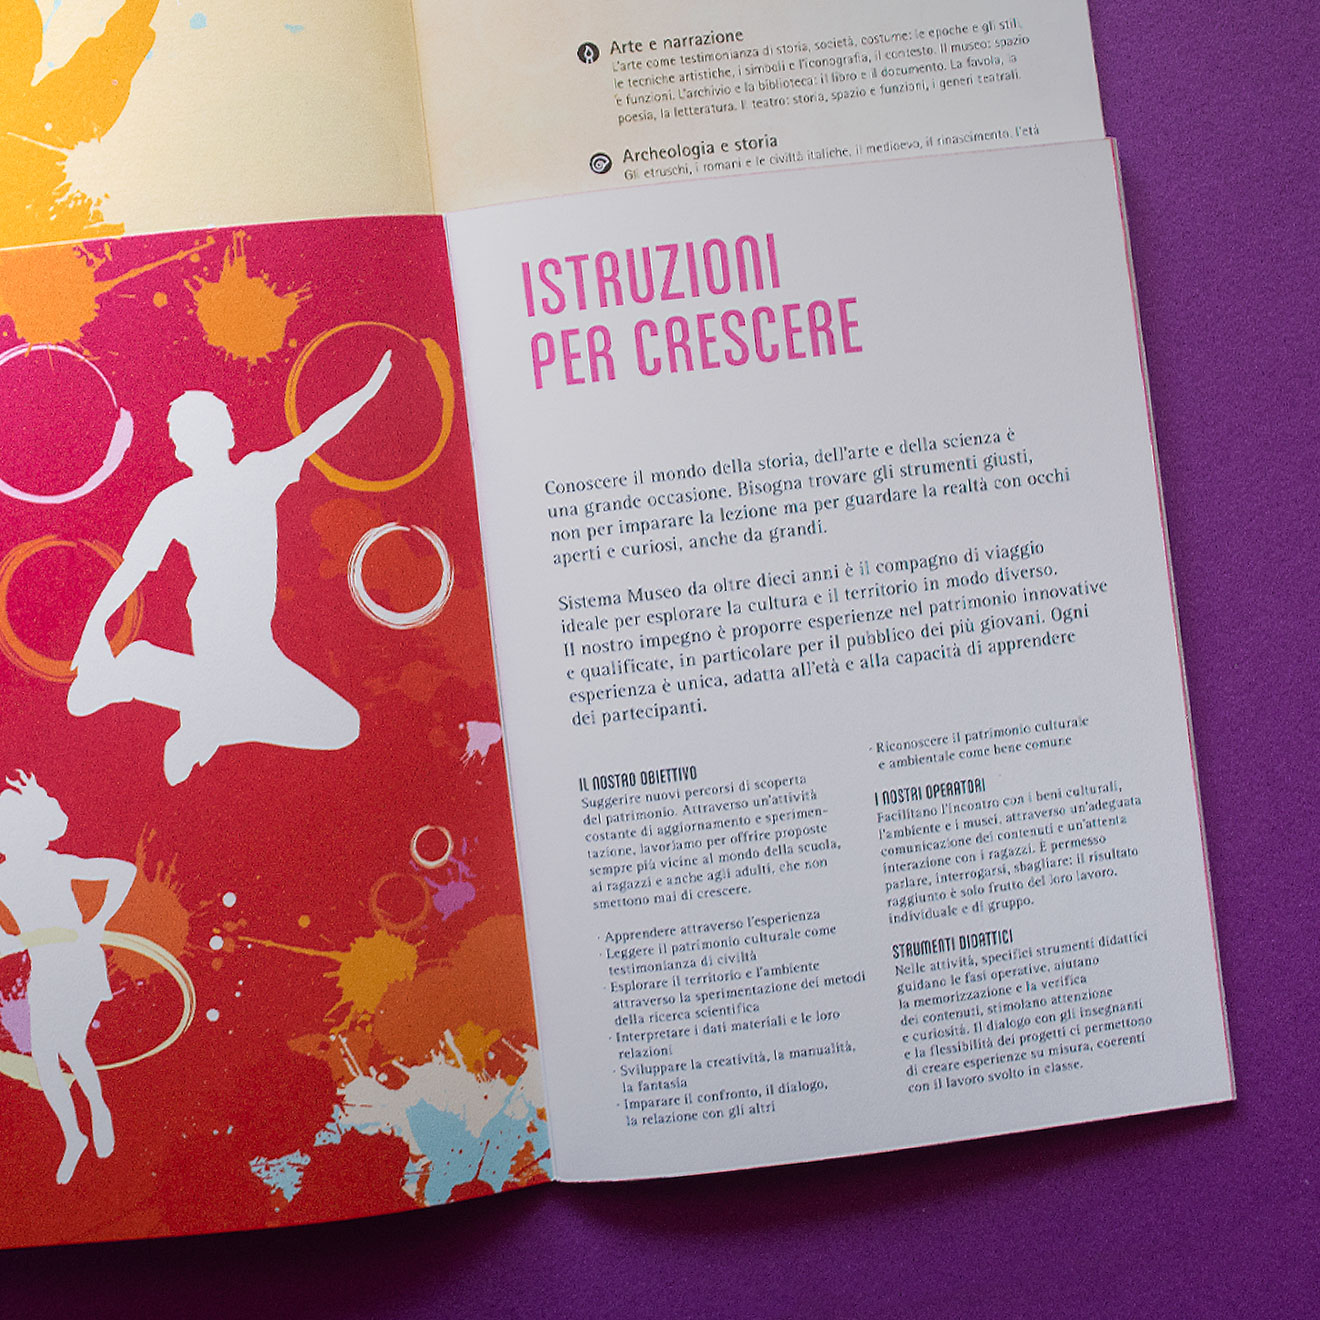 Arte e narrazione
L'arte come testimonianza di storia, società, costume: le epoche e gli stili,
le tecniche artistiche, i simboli e l'iconografia, il contesto. Il museo: spazio
e funzioni. L'archivio e la biblioteca: il libro e il documento. La favola, la
poesia, la letteratura. Il teatro: storia, spazio e funzioni, i generi teatrali.
Archeologia e storia
Gli etruschi, i romani e le civiltà italiche, il medioevo, il rinascimento, l'età
ISTRUZIONI
PER CRESCERE
Conoscere il mondo della storia, dell'arte e della scienza è
una grande occasione. Bisogna trovare gli strumenti giusti,
non per imparare la lezione ma per guardare la realtà con occhi
aperti e curiosi, anche da grandi.
Sistema Museo da oltre dieci anni è il compagno di viaggio
ideale per esplorare la cultura e il territorio in modo diverso.
Il nostro impegno è proporre esperienze nel patrimonio innovative
e qualificate, in particolare per il pubblico dei più giovani. Ogni
esperienza è unica, adatta all'età e alla capacità di apprendere
dei partecipanti.
IL NOSTRO OBIETTIVO
Suggerire nuovi percorsi di scoperta
del patrimonio. Attraverso un'attività
costante di aggiornamento e sperimen-
tazione, lavoriamo per offrire proposte
sempre più vicine al mondo della scuola,
ai ragazzi e anche agli adulti, che non
smettono mai di crescere.
· Apprendere attraverso l'esperienza
· Leggere il patrimonio culturale come
testimonianza di civiltà
· Esplorare il territorio e l'ambiente
attraverso la sperimentazione dei metodi
della ricerca scientifica
· Interpretare i dati materiali e le loro
relazioni
· Sviluppare la creatività, la manualità,
la fantasia
· Imparare il confronto, il dialogo,
la relazione con gli altri
· Riconoscere il patrimonio culturale
e ambientale come bene comune
I NOSTRI OPERATORI
Facilitano l'incontro con i beni culturali,
l'ambiente e i musei, attraverso un'adeguata
comunicazione dei contenuti e un'attenta
interazione con i ragazzi. È permesso
parlare, interrogarsi, sbagliare: il risultato
raggiunto è solo frutto del loro lavoro,
individuale e di gruppo.
STRUMENTI DIDATTICI
Nelle attività, specifici strumenti didattici
guidano le fasi operative, aiutano
la memorizzazione e la verifica
dei contenuti, stimolano attenzione
e curiosità. Il dialogo con gli insegnanti
e la flessibilità dei progetti ci permettono
di creare esperienze su misura, coerenti
con il lavoro svolto in classe.